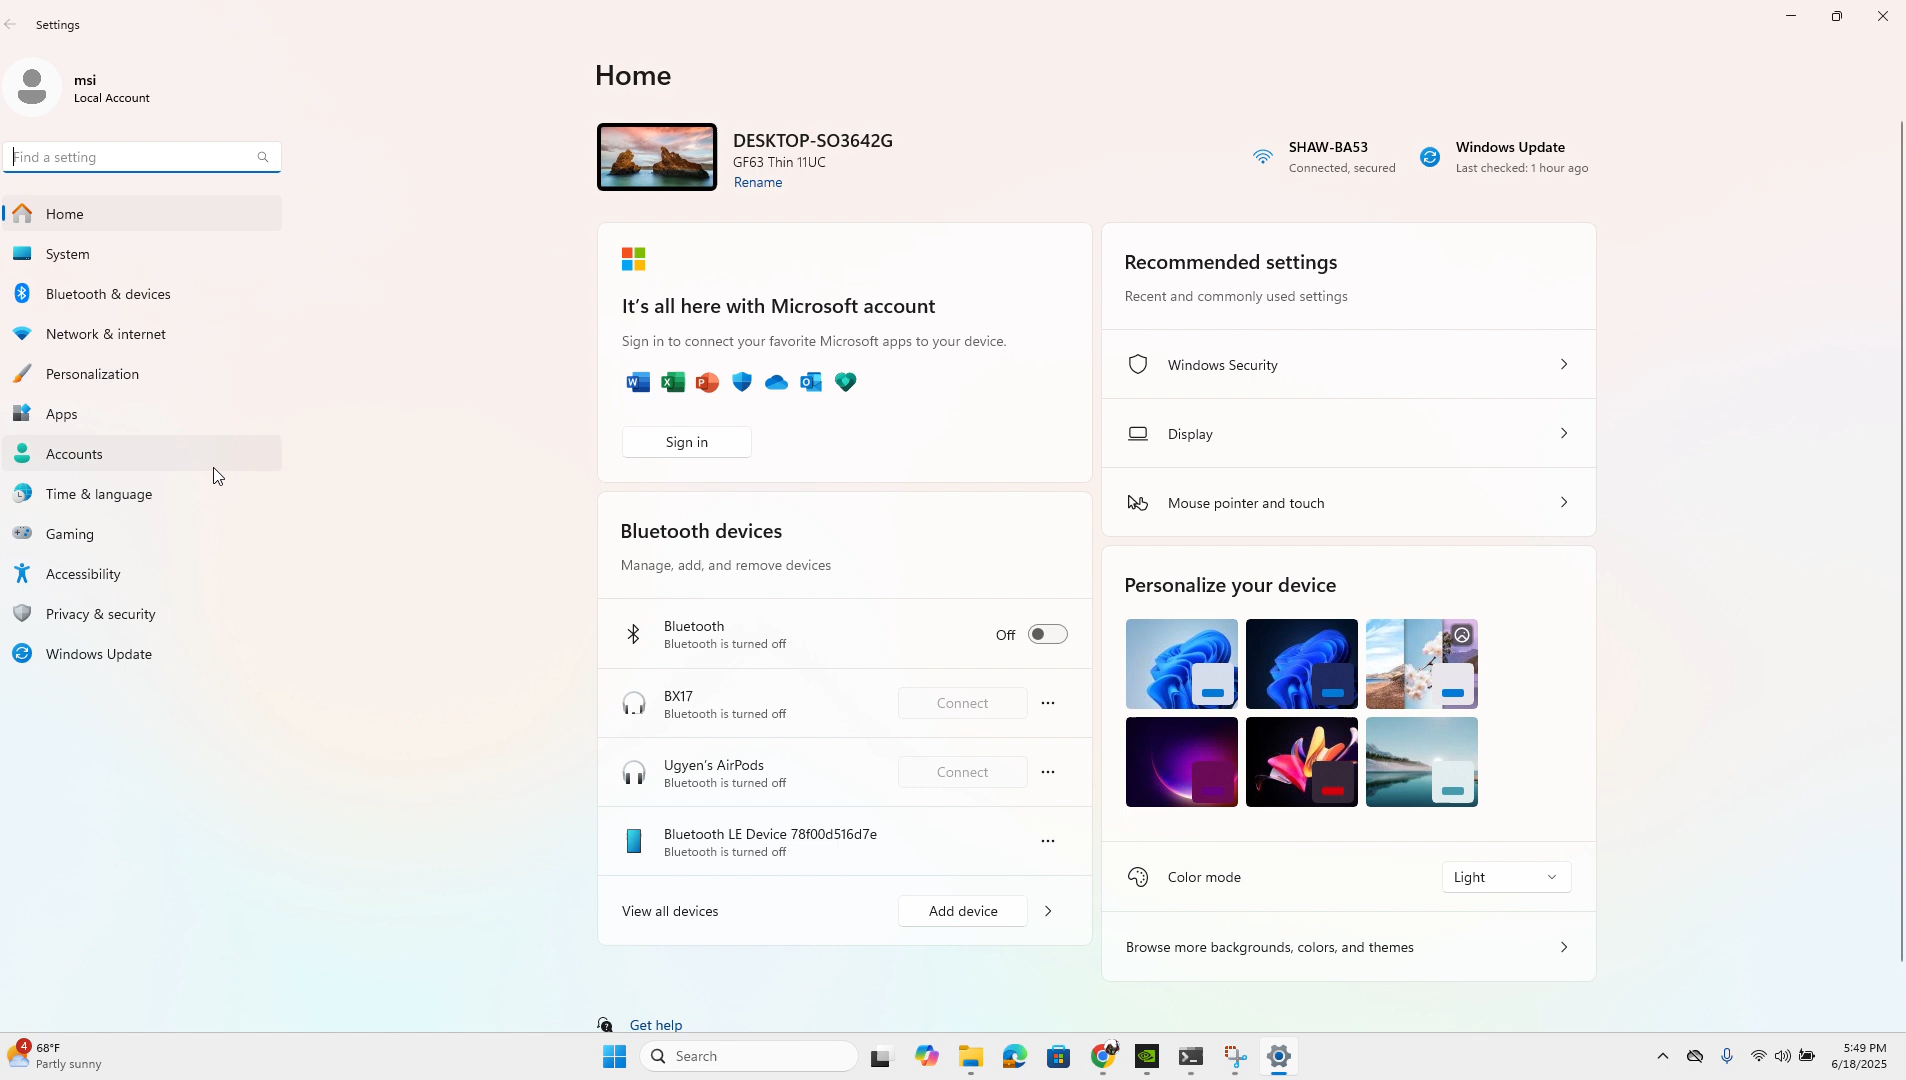 Settings
msi
Local Account
Find a setting
Home
System
Bluetooth & devices
Network & internet
Personalization
Apps
Accounts
Time & language
Gaming
Accessibility
Privacy & security
Windows Update
Home
DESKTOP-SO3642G
GF63 Thin 11UC
Rename
SHAW-BA53
Connected, secured
Windows Update
Last checked: 1 hour ago
It's all here with Microsoft account
Sign in to connect your favorite Microsoft apps to your device.
Sign in
Bluetooth devices
Manage, add, and remove devices
Bluetooth
Bluetooth is turned off
Off
BX17
Bluetooth is turned off
Connect
Ugyen's AirPods
Bluetooth is turned off
Connect
Bluetooth LE Device 78f00d516d7e
Bluetooth is turned off
View all devices
Add device
Recommended settings
Recent and commonly used settings
Windows Security
Display
Mouse pointer and touch
Personalize your device
Color mode
Light
Browse more backgrounds, colors, and themes
Get help
4
68°F
Partly sunny
Search
5:49 PM
6/18/2025